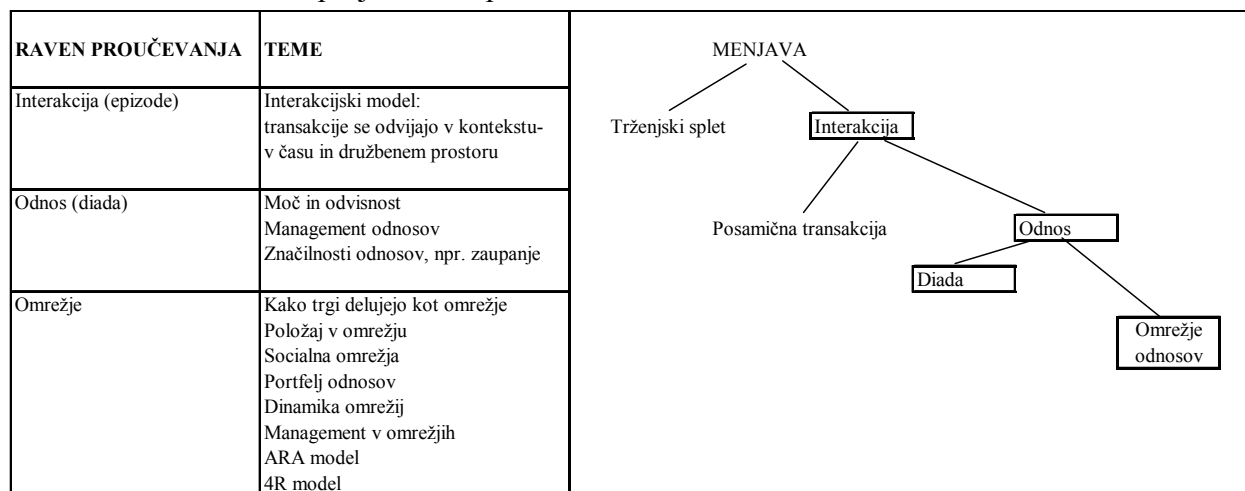 RAVEN PROUČEVANJA
TEME
Interakcija (epizode)
Interakcijski model:
transakcije se odvijajo v kontekstu-
v času in družbenem prostoru
Odnos (diada)
Moč in odvisnost
Management odnosov
Značilnosti odnosov, npr. zaupanje
Omrežje
Kako trgi delujejo kot omrežje
Položaj v omrežju
Socialna omrežja
Portfelj odnosov
Dinamika omrežij
Management v omrežjih
ARA model
4R model
MENJAVA
Trženjski splet
Interakcija
Posamična transakcija
Odnos
Diada
Omrežje
odnosov